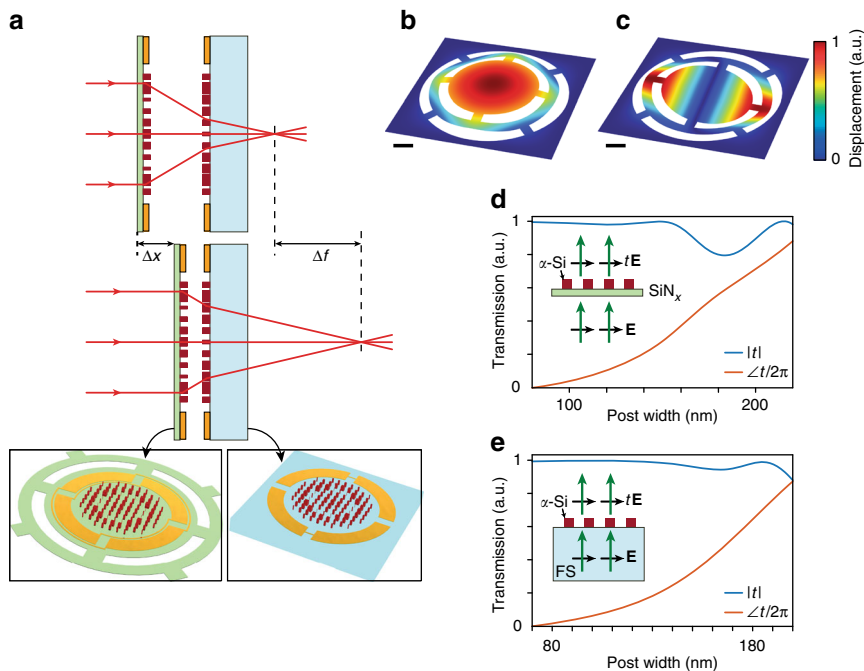 a
Δx
Δf
b
c
1
0
Displacement (a.u.)
d
1
0
Transmission (a.u.)
α-Si
tE
SiNx
E
|t|
∠t/2π
100
200
Post width (nm)
e
1
0
Transmission (a.u.)
α-Si
tE
FS
E
|t|
∠t/2π
80
180
Post width (nm)